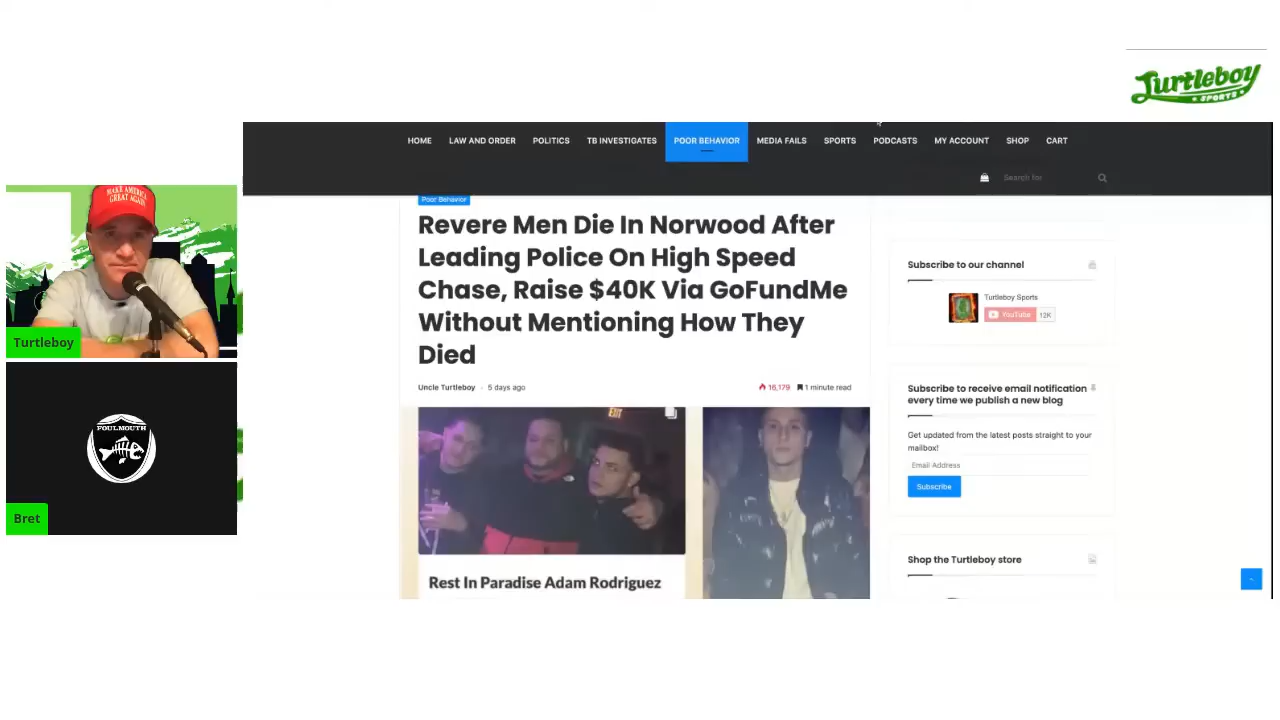 Turtleboy
SPORTS
HOME LAW AND ORDER POLITICS TB INVESTIGATES POOR BEHAVIOR MEDIA FAILS SPORTS PODCASTS MY ACCOUNT SHOP CART
Search for
MAKE AMERICA
GREAT AGAIN
Turtleboy
FOULMOUTH
Bret
Poor Behavior
Revere Men Die In Norwood After
Leading Police On High Speed
Chase, Raise $40K Via GoFundMe
Without Mentioning How They
Died
Uncle Turtleboy 5 days ago 16,179 1 minute read
EXIT
Rest In Paradise Adam Rodriguez
Subscribe to our channel
Turtleboy Sports
YouTube 12K
Subscribe to receive email notification
every time we publish a new blog
Get updated from the latest posts straight to your
mailbox!
Email Address
Subscribe
Shop the Turtleboy store